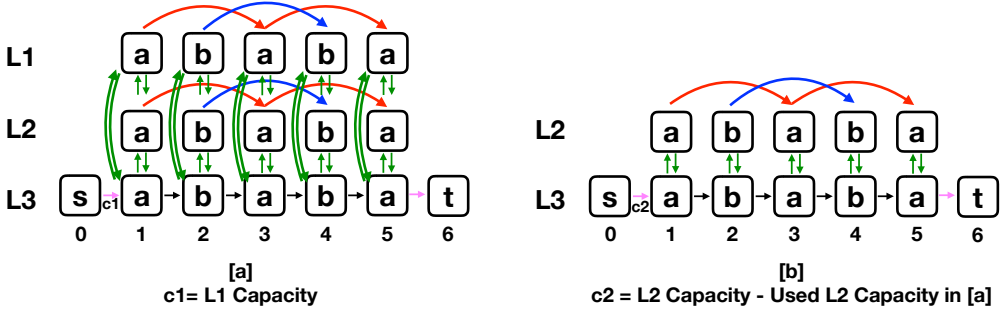 L1 a b a b a
L2 a b a b a L2 a b a b a
L3 s c1 a b a b a t L3 s c2 a b a b a t
0 1 2 3 4 5 6 0 1 2 3 4 5 6
[a] [b]
c1= L1 Capacity c2 = L2 Capacity - Used L2 Capacity in [a]